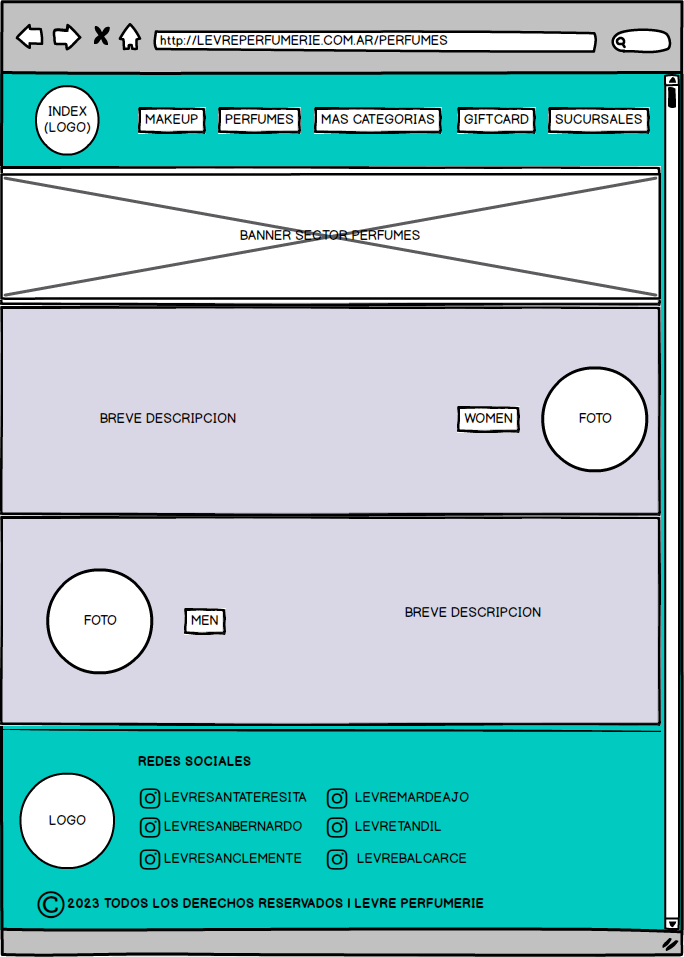 http://LEVREPERFUMERIE.COM.AR/PERFUMES
INDEX
(LOGO)
MAKEUP
PERFUMES
MAS CATEGORIAS
GIFTCARD
SUCURSALES
BANNER SECTOR PERFUMES
BREVE DESCRIPCION
WOMEN
FOTO
FOTO
MEN
BREVE DESCRIPCION
REDES SOCIALES
LOGO
LEVRESANTATERESITA
LEVREMARDEAJO
LEVRESANBERNARDO
LEVRETANDIL
LEVRESANCLEMENTE
LEVREBALCARCE
© 2023 TODOS LOS DERECHOS RESERVADOS | LEVRE PERFUMERIE